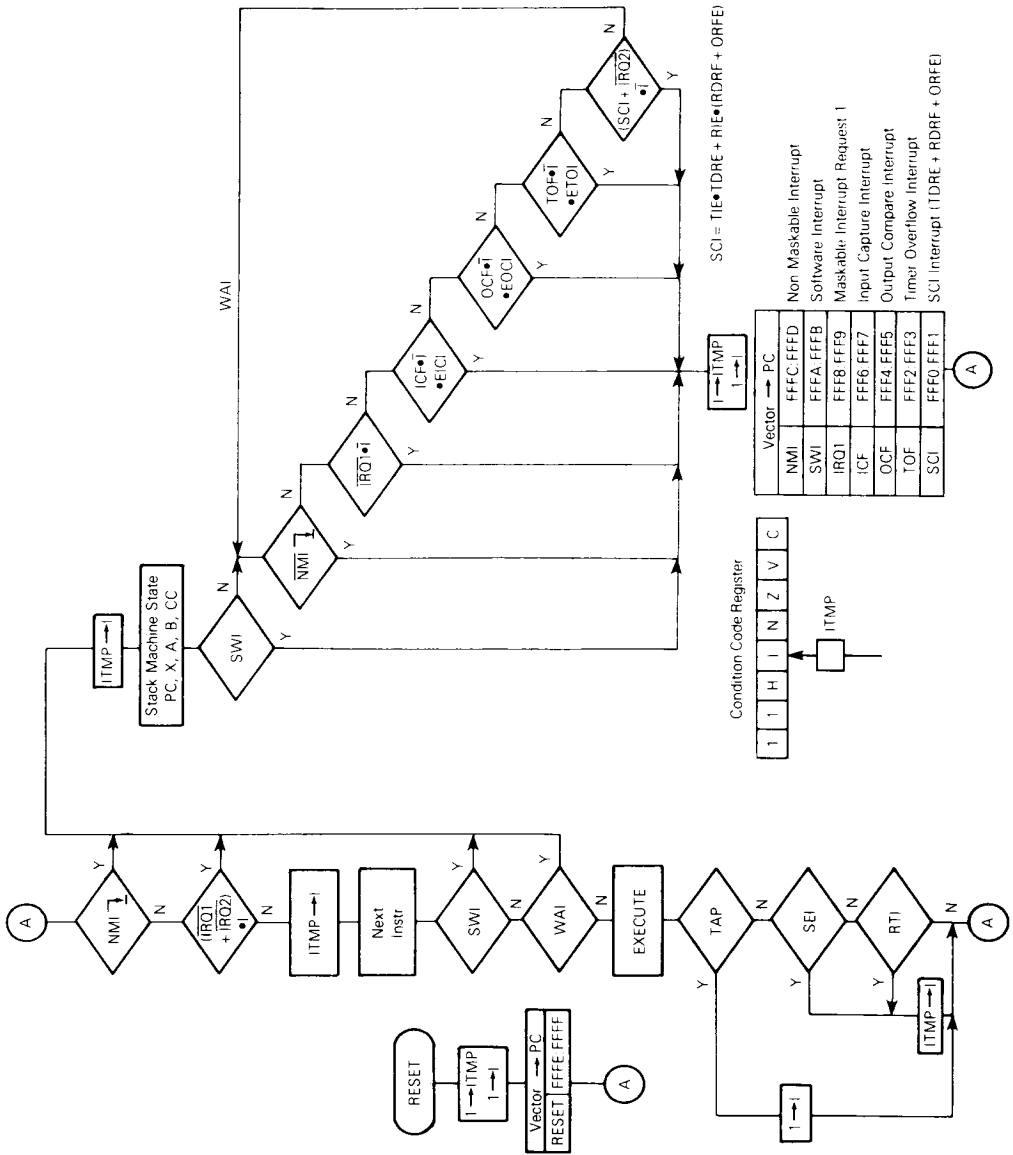 A
NMI
Y
N
(IRQ1
+ IRQ2)
•I
Y
N
ITMP→I
Next
Instr
SWI
Y
N
WAI
Y
N
EXECUTE
TAP
Y
N
SEI
Y
N
RTI
Y
N
ITMP→I
1→I
A
RESET
1→ITMP
1→I
Vector → PC
RESET FFFE:FFFF
A
ITMP→I
Stack Machine State
PC, X, A, B, CC
SWI
N
Y
WAI
NMI
N
Y
IRQ1•I
N
Y
ICF•I
•EICI
N
Y
OCF•I
•EOCI
N
Y
TOF•I
•ETOI
N
Y
(SCI + IRQ2)
•I
N
Y
1→ITMP
1→I
SCI = TIE•TDRE + RIE•(RDRF + ORFE)
Vector → PC
NMI FFFC:FFFD Non Maskable Interrupt
SWI FFFA:FFFB Software Interrupt
IRQ1 FFF8:FFF9 Maskable Interrupt Request 1
ICF FFF6:FFF7 Input Capture Interrupt
OCF FFF4:FFF5 Output Compare Interrupt
TOF FFF2:FFF3 Timer Overflow Interrupt
SCI FFF0:FFF1 SCI Interrupt (TDRE + RDRF + ORFE)
A
Condition Code Register
1 1 H I N Z V C
ITMP